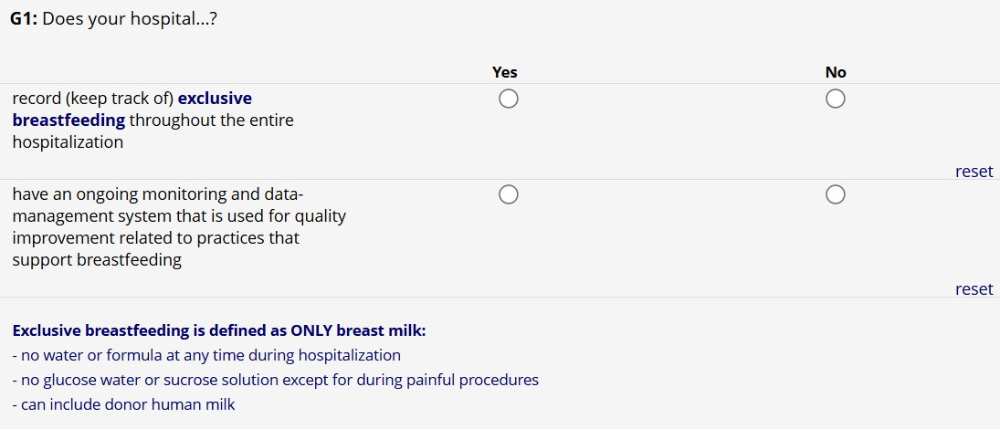 G1: Does your hospital...?
Yes No
record (keep track of) exclusive
breastfeeding throughout the entire
hospitalization
reset
have an ongoing monitoring and data-
management system that is used for quality
improvement related to practices that
support breastfeeding
reset
Exclusive breastfeeding is defined as ONLY breast milk:
- no water or formula at any time during hospitalization
- no glucose water or sucrose solution except for during painful procedures
- can include donor human milk